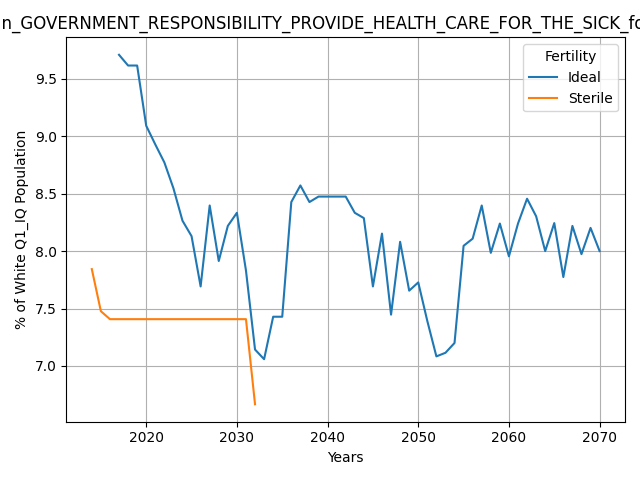 n_GOVERNMENT_RESPONSIBILITY_PROVIDE_HEALTH_CARE_FOR_THE_SICK_fo
Fertility
Ideal
Sterile
% of White Q1_IQ Population
9.5
9.0
8.5
8.0
7.5
7.0
2020 2030 2040 2050 2060 2070
Years